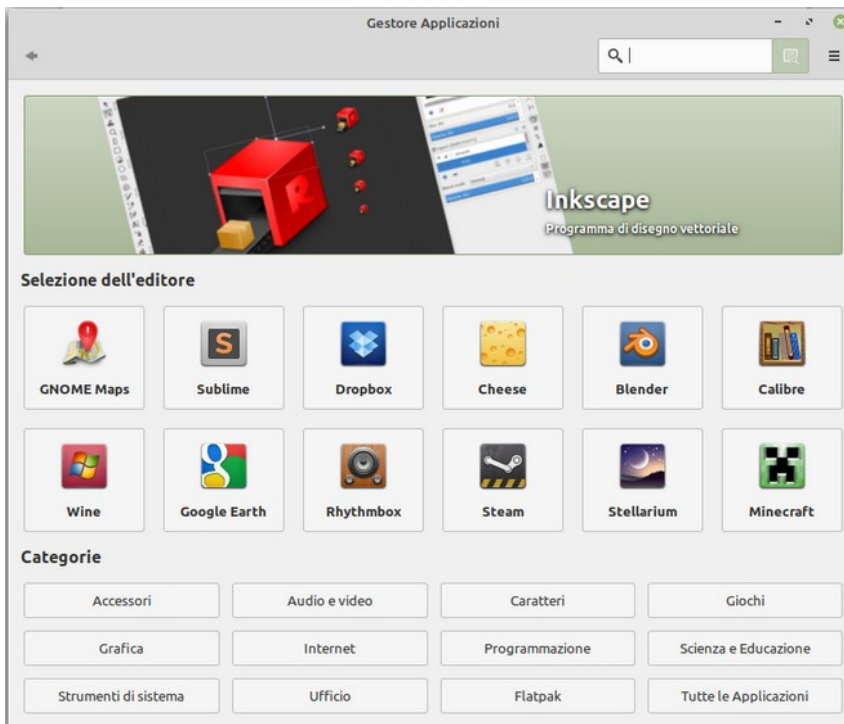 Gestore Applicazioni
Inkscape
Programma di disegno vettoriale
Selezione dell'editore
GNOME Maps
Sublime
Dropbox
Cheese
Blender
Calibre
Wine
Google Earth
Rhythmbox
Steam
Stellarium
Minecraft
Categorie
Accessori
Audio e video
Caratteri
Giochi
Grafica
Internet
Programmazione
Scienza e Educazione
Strumenti di sistema
Ufficio
Flatpak
Tutte le Applicazioni